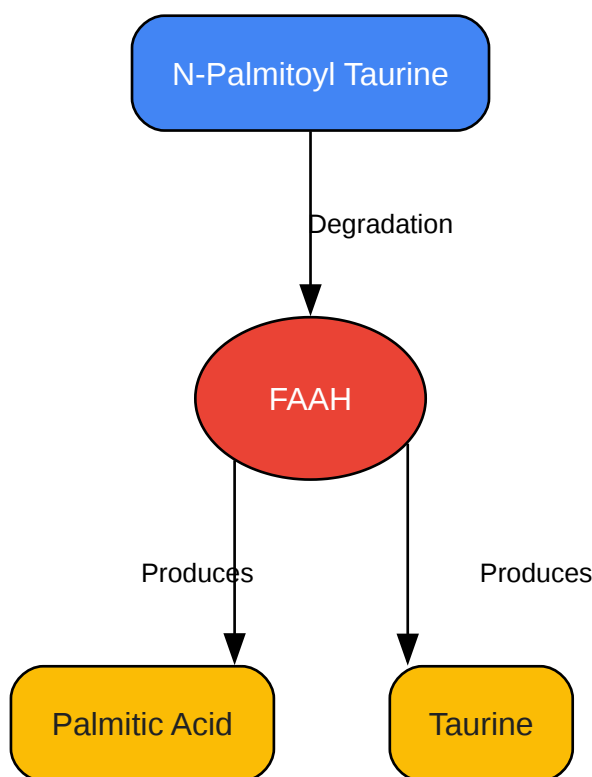 N-Palmitoyl Taurine
Degradation
FAAH
Produces
Produces
Palmitic Acid
Taurine